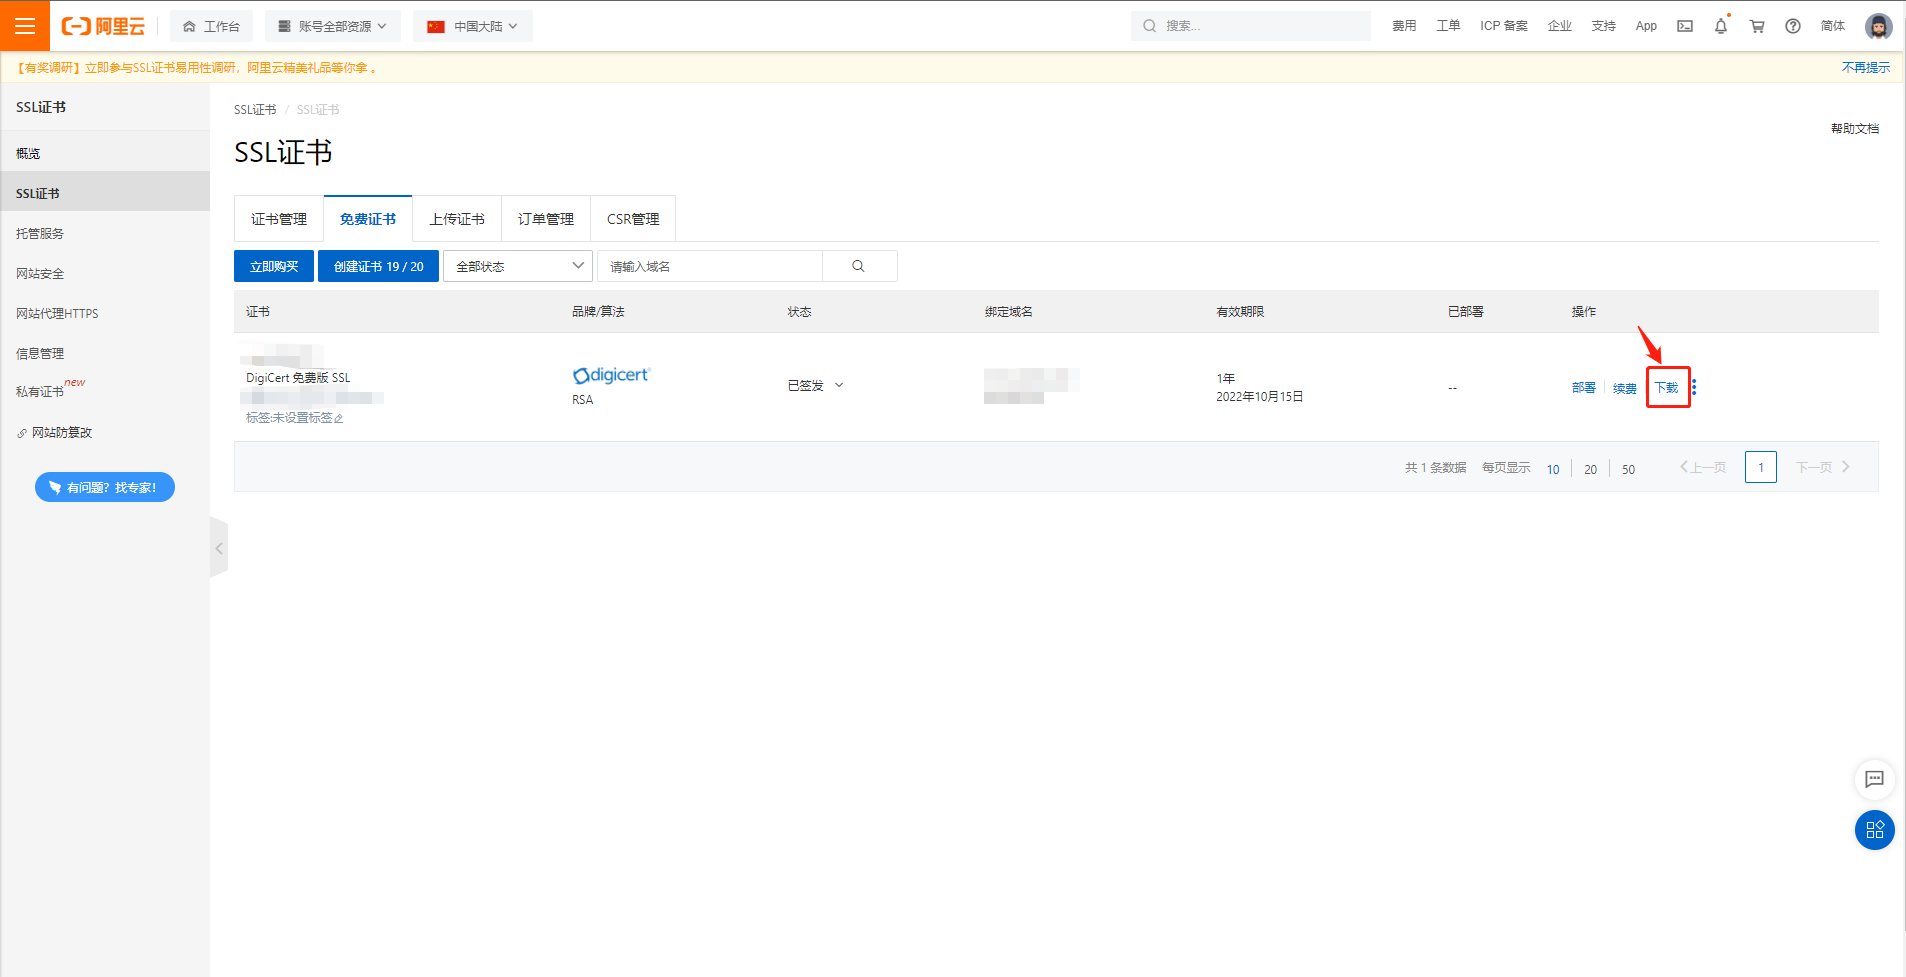 阿里云
工作台
账号全部资源
中国大陆
搜索...
费用
工单
ICP 备案
企业
支持
App
简体
【有奖调研】立即参与SSL证书易用性调研，阿里云精美礼品等你拿 。
不再提示
SSL证书
概览
SSL证书
托管服务
网站安全
网站代理HTTPS
信息管理
私有证书 new
网站防篡改
有问题？找专家!
SSL证书 / SSL证书
帮助文档
SSL证书
证书管理
免费证书
上传证书
订单管理
CSR管理
立即购买
创建证书 19 / 20
全部状态
请输入域名
证书
品牌/算法
状态
绑定域名
有效期限
已部署
操作
DigiCert 免费版 SSL
标签:未设置标签
digicert
RSA
已签发
1年
2022年10月15日
--
部署
续费
下载
共 1 条数据
每页显示
10
20
50
上一页
1
下一页